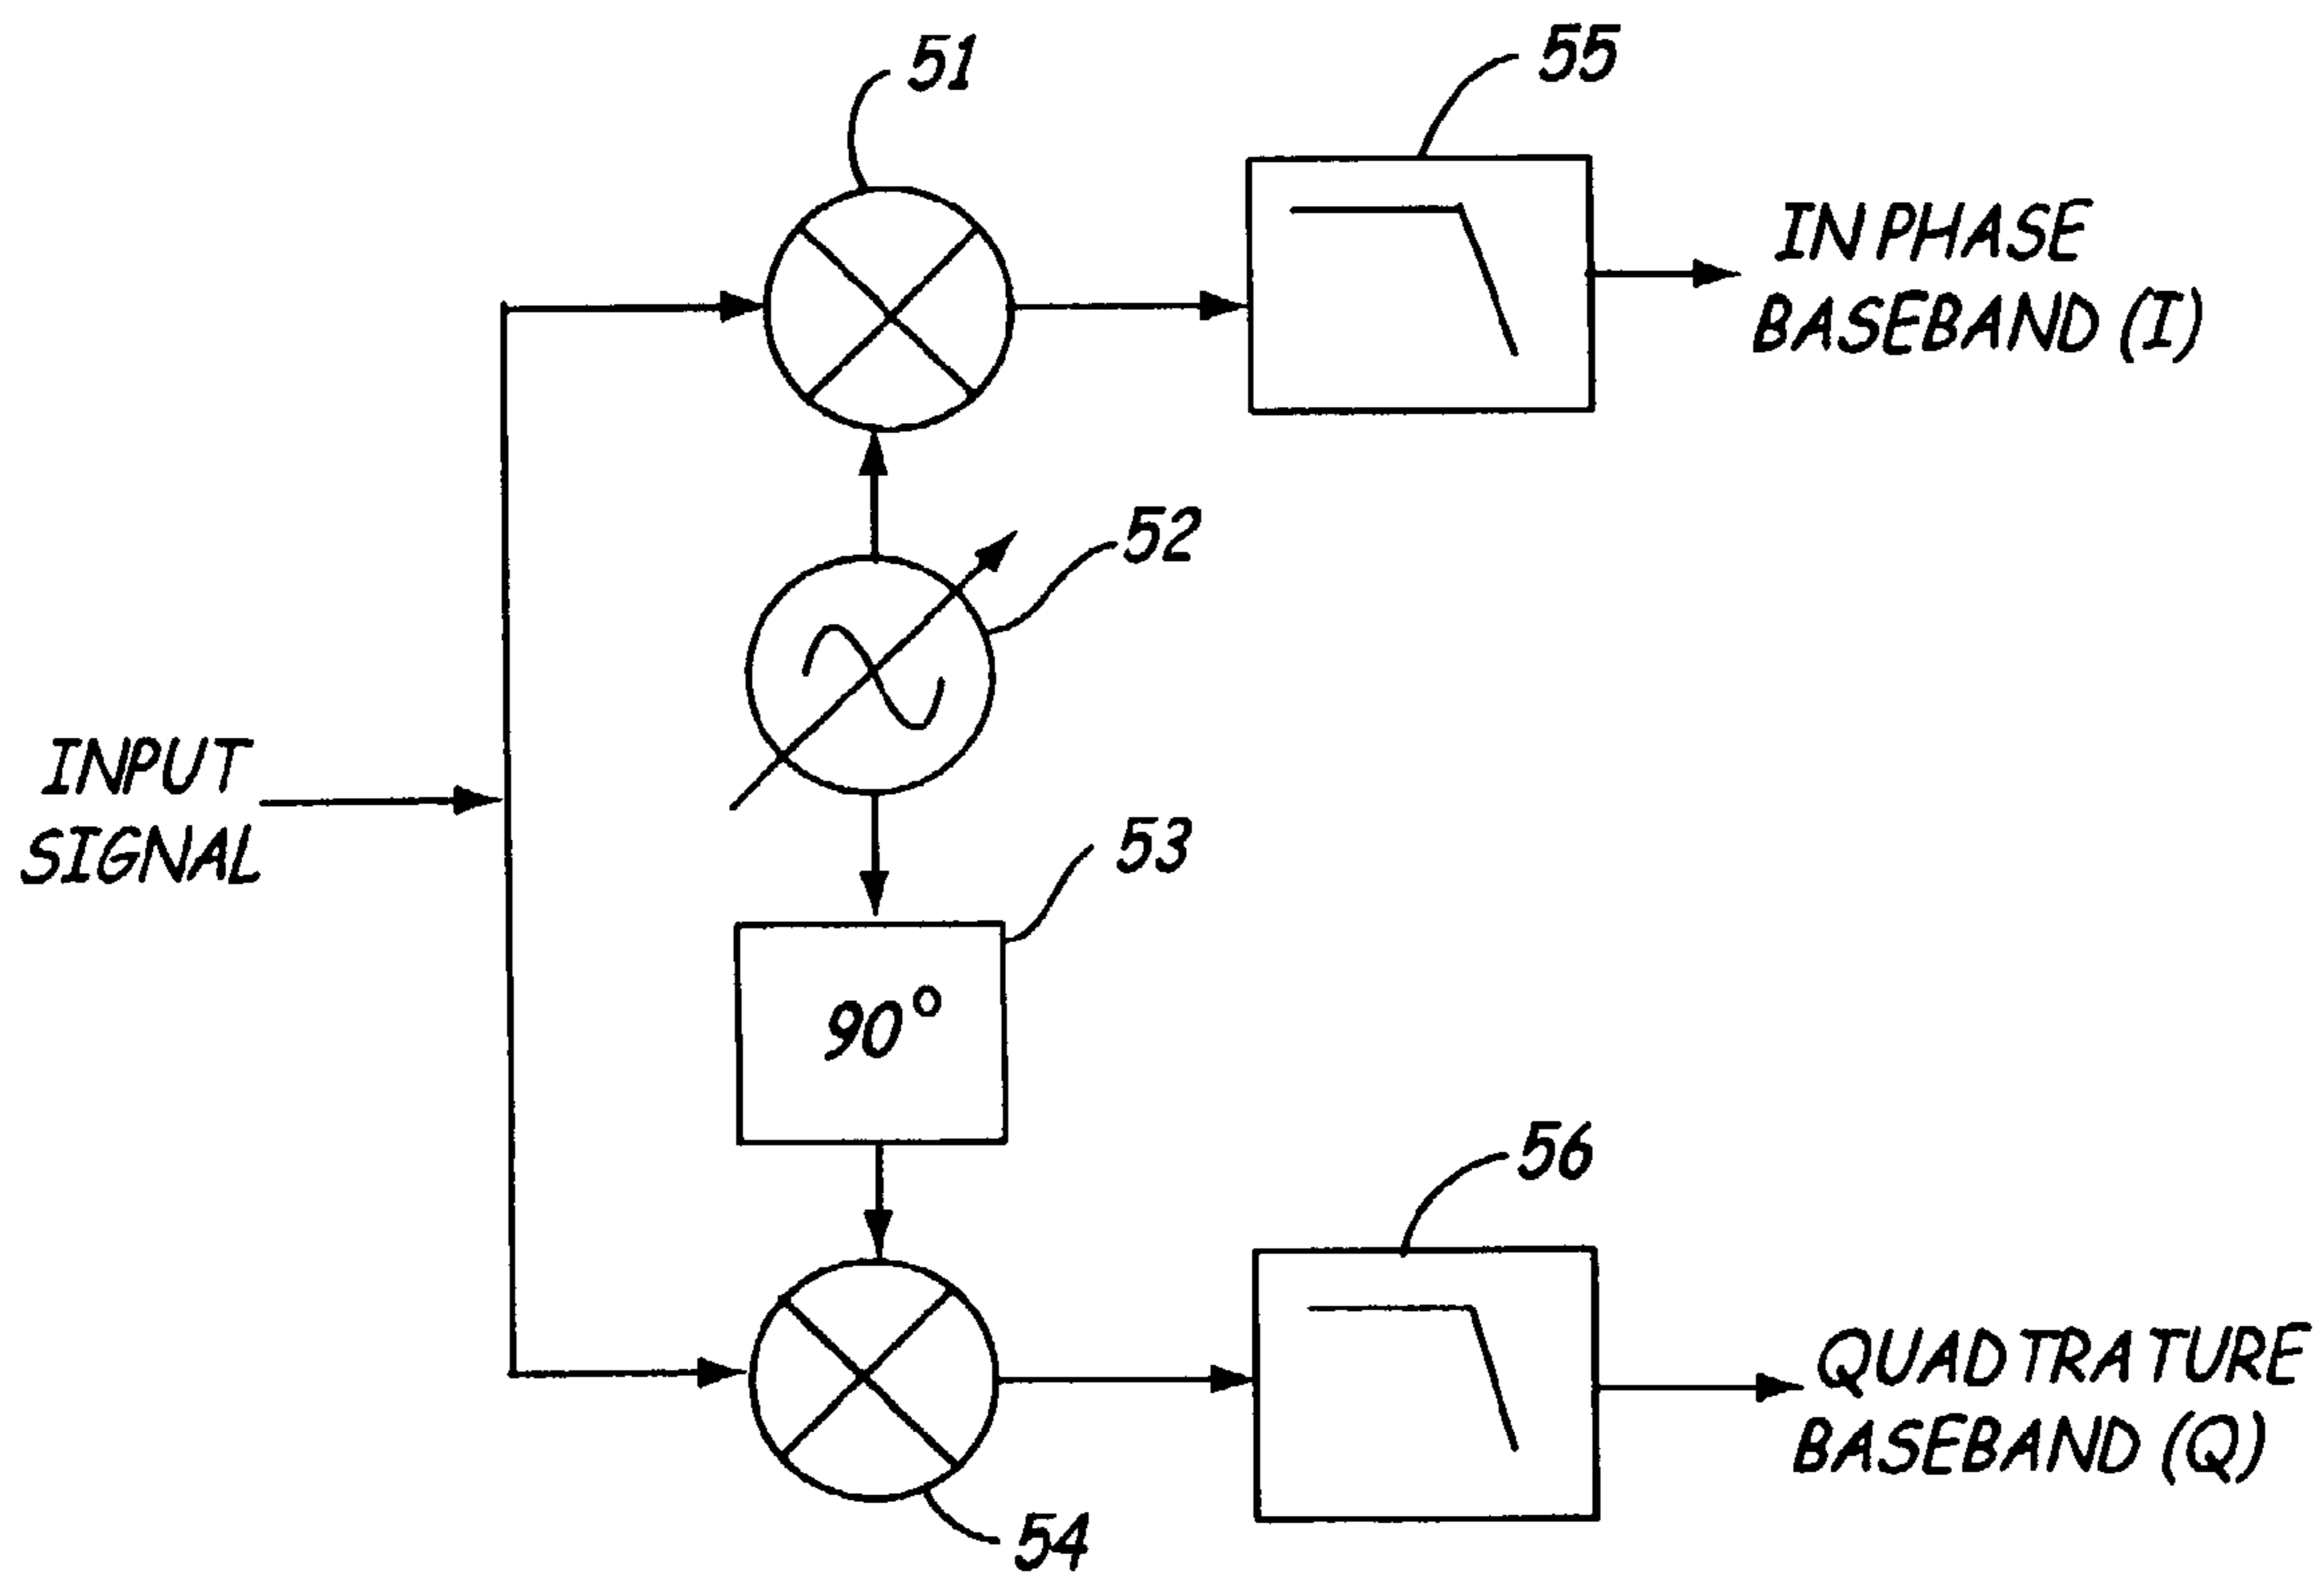 51
55
IN PHASE
BASEBAND (I)
52
INPUT
SIGNAL
53
90°
56
QUADTRATURE
BASEBAND (Q)
54